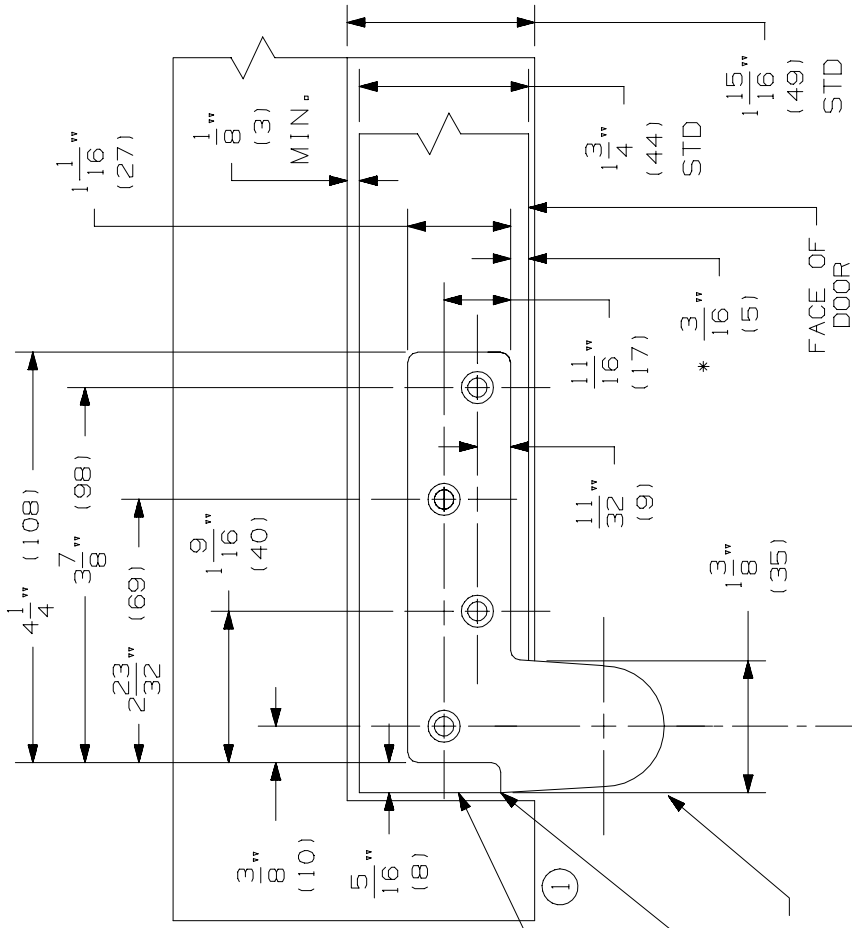 4 1/4" (108)
3 7/8" (98)
2 23/32" (69)
1 9/16"
(40)
3/8"
(10)
5/16"
(8)
1 1/16"
(27)
1/8"
(3)
MIN.
11/16"
(17)
11/32"
(9)
* 3/16"
(5)
1 3/8"
(35)
1 3/4"
(44)
STD
1 15/16"
(49)
STD
FACE OF
DOOR
1